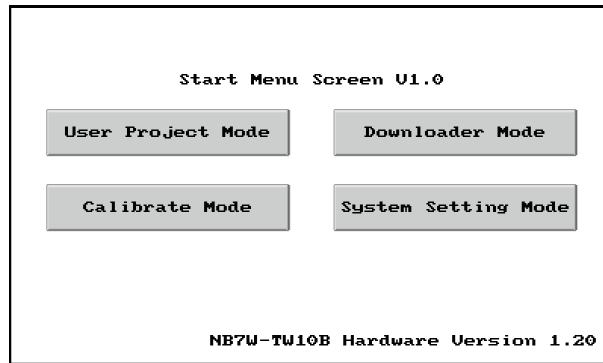 Start Menu Screen V1.0
User Project Mode
Downloader Mode
Calibrate Mode
System Setting Mode
NB7W-TW10B Hardware Version 1.20